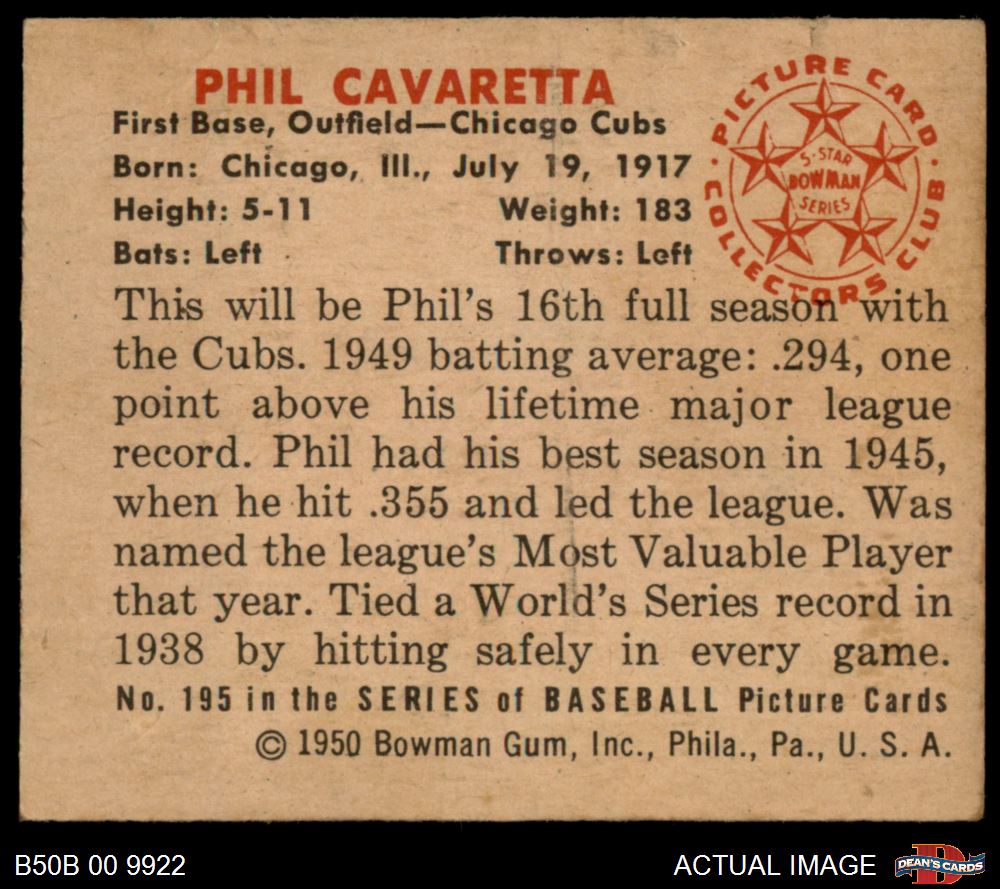 PHIL CAVARETTA
First Base, Outfield—Chicago Cubs
Born: Chicago, Ill., July 19, 1917
Height: 5-11 Weight: 183
Bats: Left Throws: Left
PICTURE CARD COLLECTORS CLUB
5-STAR
BOWMAN
SERIES
This will be Phil's 16th full season with
the Cubs. 1949 batting average: .294, one
point above his lifetime major league
record. Phil had his best season in 1945,
when he hit .355 and led the league. Was
named the league's Most Valuable Player
that year. Tied a World's Series record in
1938 by hitting safely in every game.
No. 195 in the SERIES of BASEBALL Picture Cards
© 1950 Bowman Gum, Inc., Phila., Pa., U. S. A.
B50B 00 9922
ACTUAL IMAGE
D
DEAN'S CARDS